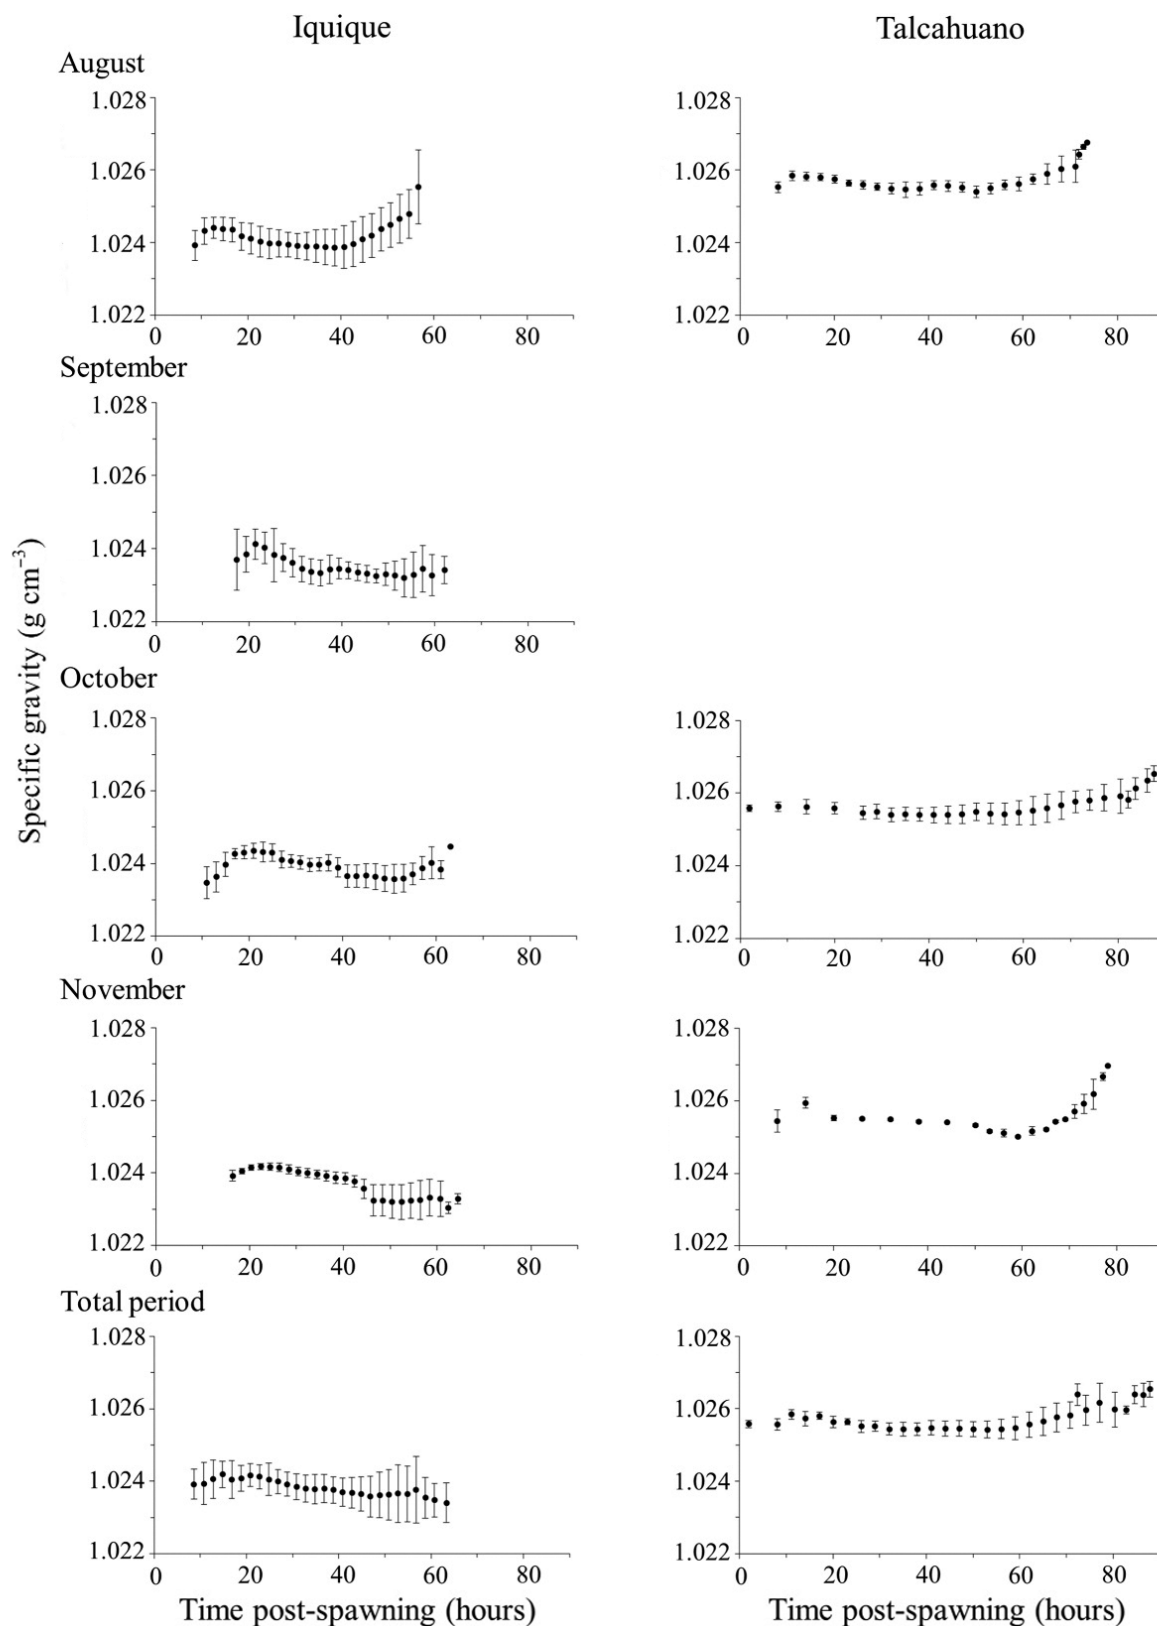 Iquique Talcahuano
August
1.028 1.028
1.026 1.026
1.024 1.024
1.022 1.022
0 20 40 60 80 0 20 40 60 80
September
1.028
1.026
1.024
1.022
0 20 40 60 80
Specific gravity (g cm⁻³)
October
1.028 1.028
1.026 1.026
1.024 1.024
1.022 1.022
0 20 40 60 80 0 20 40 60 80
November
1.028 1.028
1.026 1.026
1.024 1.024
1.022 1.022
0 20 40 60 80 0 20 40 60 80
Total period
1.028 1.028
1.026 1.026
1.024 1.024
1.022 1.022
0 20 40 60 80 0 20 40 60 80
Time post-spawning (hours) Time post-spawning (hours)